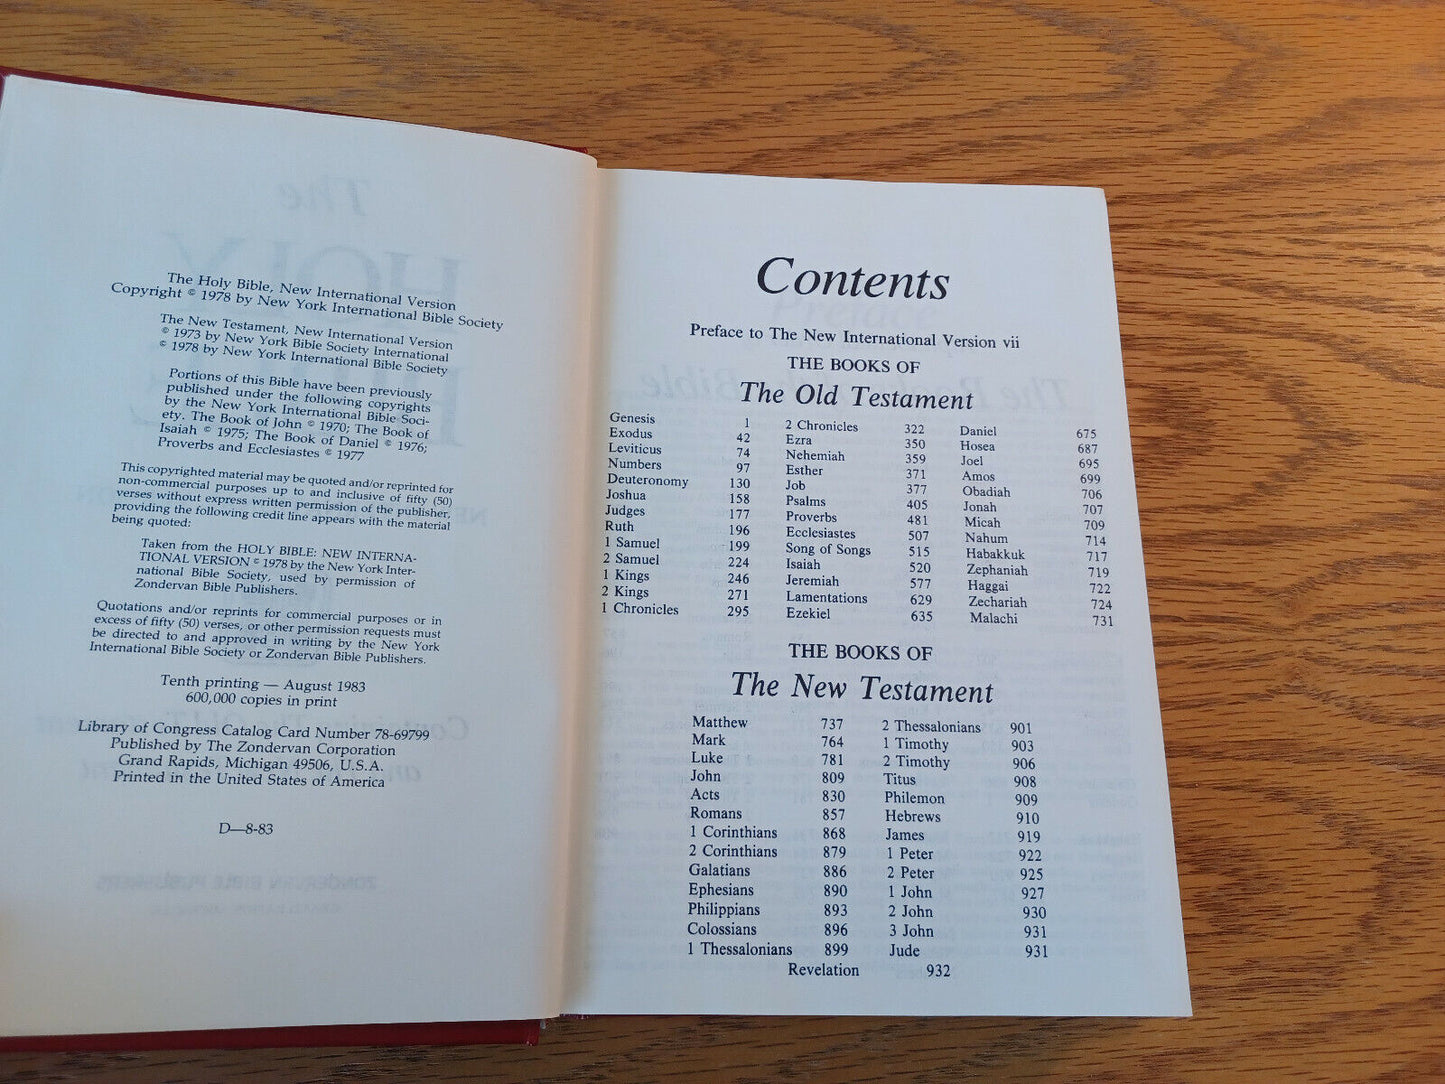 The Holy Bible, New International Version
Copyright © 1978 by New York International Bible Society
The New Testament, New International Version
© 1973 by New York Bible Society International
© 1978 by New York International Bible Society
Portions of this Bible have been previously
published under the following copyrights
by the New York International Bible Soci-
ety. The Book of John © 1970; The Book of
Isaiah © 1975; The Book of Daniel © 1976;
Proverbs and Ecclesiastes © 1977
This copyrighted material may be quoted and/or reprinted for
non-commercial purposes up to and inclusive of fifty (50)
verses without express written permission of the publisher,
providing the following credit line appears with the material
being quoted:
Taken from the HOLY BIBLE: NEW INTERNA-
TIONAL VERSION © 1978 by the New York Inter-
national Bible Society, used by permission of
Zondervan Bible Publishers.
Quotations and/or reprints for commercial purposes or in
excess of fifty (50) verses, or other permission requests must
be directed to and approved in writing by the New York
International Bible Society or Zondervan Bible Publishers.
Tenth printing — August 1983
600,000 copies in print
Library of Congress Catalog Card Number 78-69799
Published by The Zondervan Corporation
Grand Rapids, Michigan 49506, U.S.A.
Printed in the United States of America
D—8-83
Contents
Preface to The New International Version vii
THE BOOKS OF
The Old Testament
Genesis 1
Exodus 42
Leviticus 74
Numbers 97
Deuteronomy 130
Joshua 158
Judges 177
Ruth 196
1 Samuel 199
2 Samuel 224
1 Kings 246
2 Kings 271
1 Chronicles 295
2 Chronicles 322
Ezra 350
Nehemiah 359
Esther 371
Job 377
Psalms 405
Proverbs 481
Ecclesiastes 507
Song of Songs 515
Isaiah 520
Jeremiah 577
Lamentations 629
Ezekiel 635
Daniel 675
Hosea 687
Joel 695
Amos 699
Obadiah 706
Jonah 707
Micah 709
Nahum 714
Habakkuk 717
Zephaniah 719
Haggai 722
Zechariah 724
Malachi 731
THE BOOKS OF
The New Testament
Matthew 737
Mark 764
Luke 781
John 809
Acts 830
Romans 857
1 Corinthians 868
2 Corinthians 879
Galatians 886
Ephesians 890
Philippians 893
Colossians 896
1 Thessalonians 899
2 Thessalonians 901
1 Timothy 903
2 Timothy 906
Titus 908
Philemon 909
Hebrews 910
James 919
1 Peter 922
2 Peter 925
1 John 927
2 John 930
3 John 931
Jude 931
Revelation 932